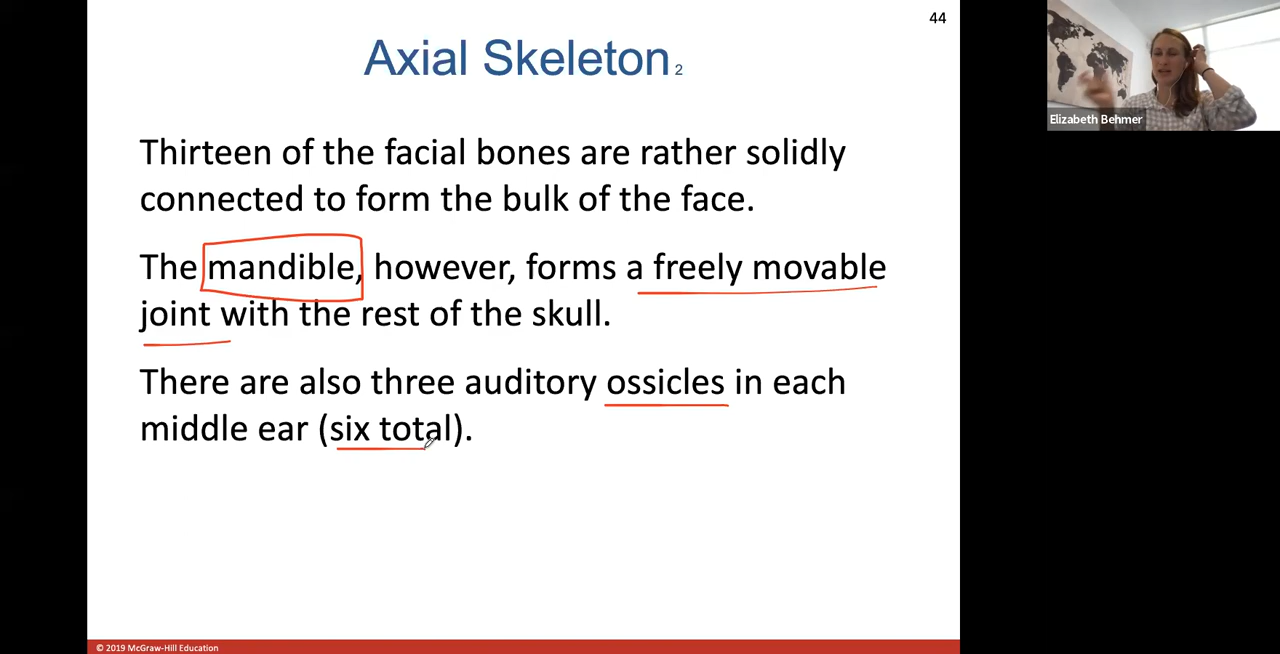 44
Axial Skeleton 2
Thirteen of the facial bones are rather solidly
connected to form the bulk of the face.
The mandible, however, forms a freely movable
joint with the rest of the skull.
There are also three auditory ossicles in each
middle ear (six total).
© 2019 McGraw-Hill Education
Elizabeth Behmer